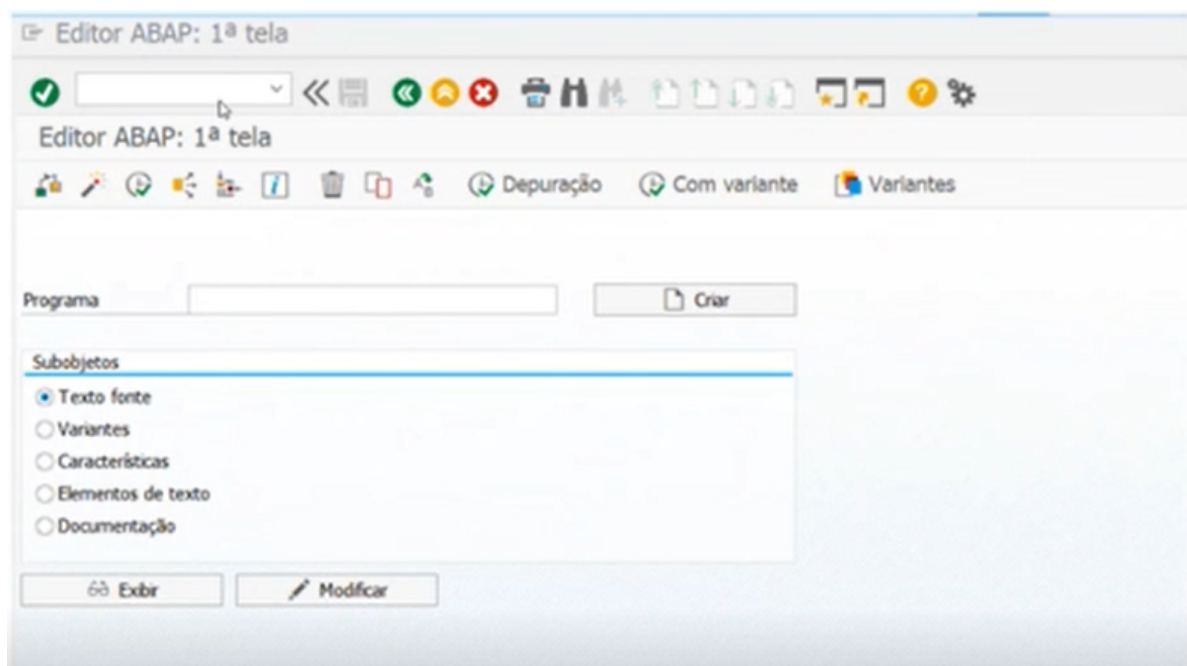 Editor ABAP: 1ª tela
Editor ABAP: 1ª tela
Depuração Com variante Variantes
Programa Criar
Subobjetos
Texto fonte
Variantes
Características
Elementos de texto
Documentação
Exibir Modificar